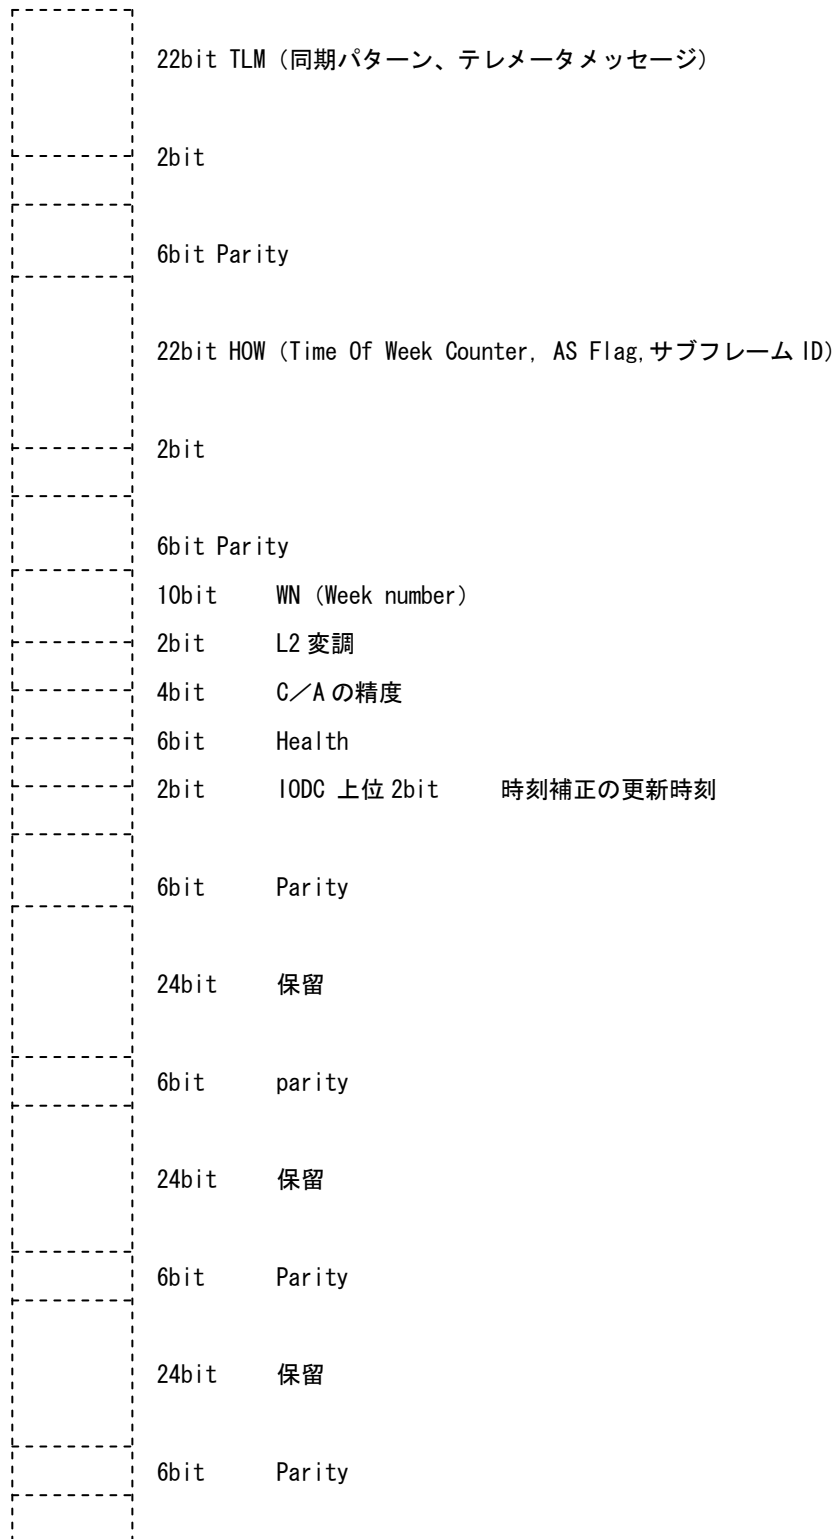 22bit TLM（同期パターン、テレメータメッセージ）
2bit
6bit Parity
22bit HOW（Time Of Week Counter, AS Flag,サブフレーム ID）
2bit
6bit Parity
10bit WN（Week number）
2bit L2 変調
4bit C／A の精度
6bit Health
2bit IODC 上位 2bit 時刻補正の更新時刻
6bit Parity
24bit 保留
6bit parity
24bit 保留
6bit Parity
24bit 保留
6bit Parity